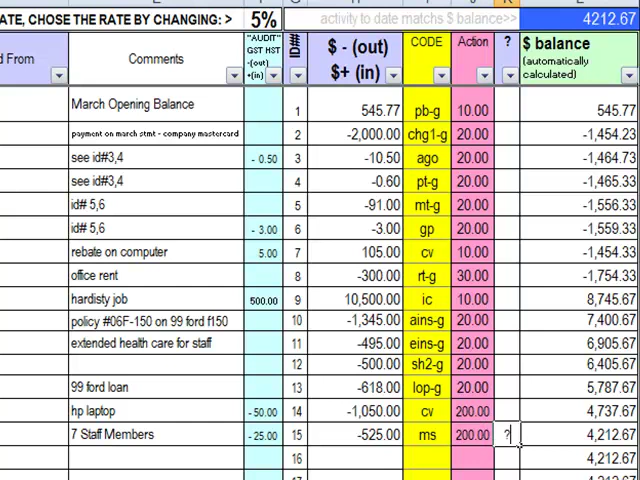 ATE, CHOSE THE RATE BY CHANGING: > 5% activity to date matchs $ balance>> 4212.67
d From Comments "AUDIT" GST HST -(out) +(in) ID# $ - (out) $+ (in) CODE Action ? $ balance (automatically calculated)
March Opening Balance 1 545.77 pb-g 10.00 545.77
payment on march stmt - company mastercard 2 -2,000.00 chg1-g 20.00 -1,454.23
see id#3,4 - 0.50 3 -10.50 ago 20.00 -1,464.73
see id#3,4 4 -0.60 pt-g 20.00 -1,465.33
id# 5,6 5 -91.00 mt-g 20.00 -1,556.33
id# 5,6 - 3.00 6 -3.00 gp 20.00 -1,559.33
rebate on computer 5.00 7 105.00 cv 10.00 -1,454.33
office rent 8 -300.00 rt-g 30.00 -1,754.33
hardisty job 500.00 9 10,500.00 ic 10.00 8,745.67
policy #06F-150 on 99 ford f150 10 -1,345.00 ains-g 20.00 7,400.67
extended health care for staff 11 -495.00 eins-g 20.00 6,905.67
12 -500.00 sh2-g 20.00 6,405.67
99 ford loan 13 -618.00 lop-g 20.00 5,787.67
hp laptop - 50.00 14 -1,050.00 cv 200.00 4,737.67
7 Staff Members - 25.00 15 -525.00 ms 200.00 ? 4,212.67
16 4,212.67